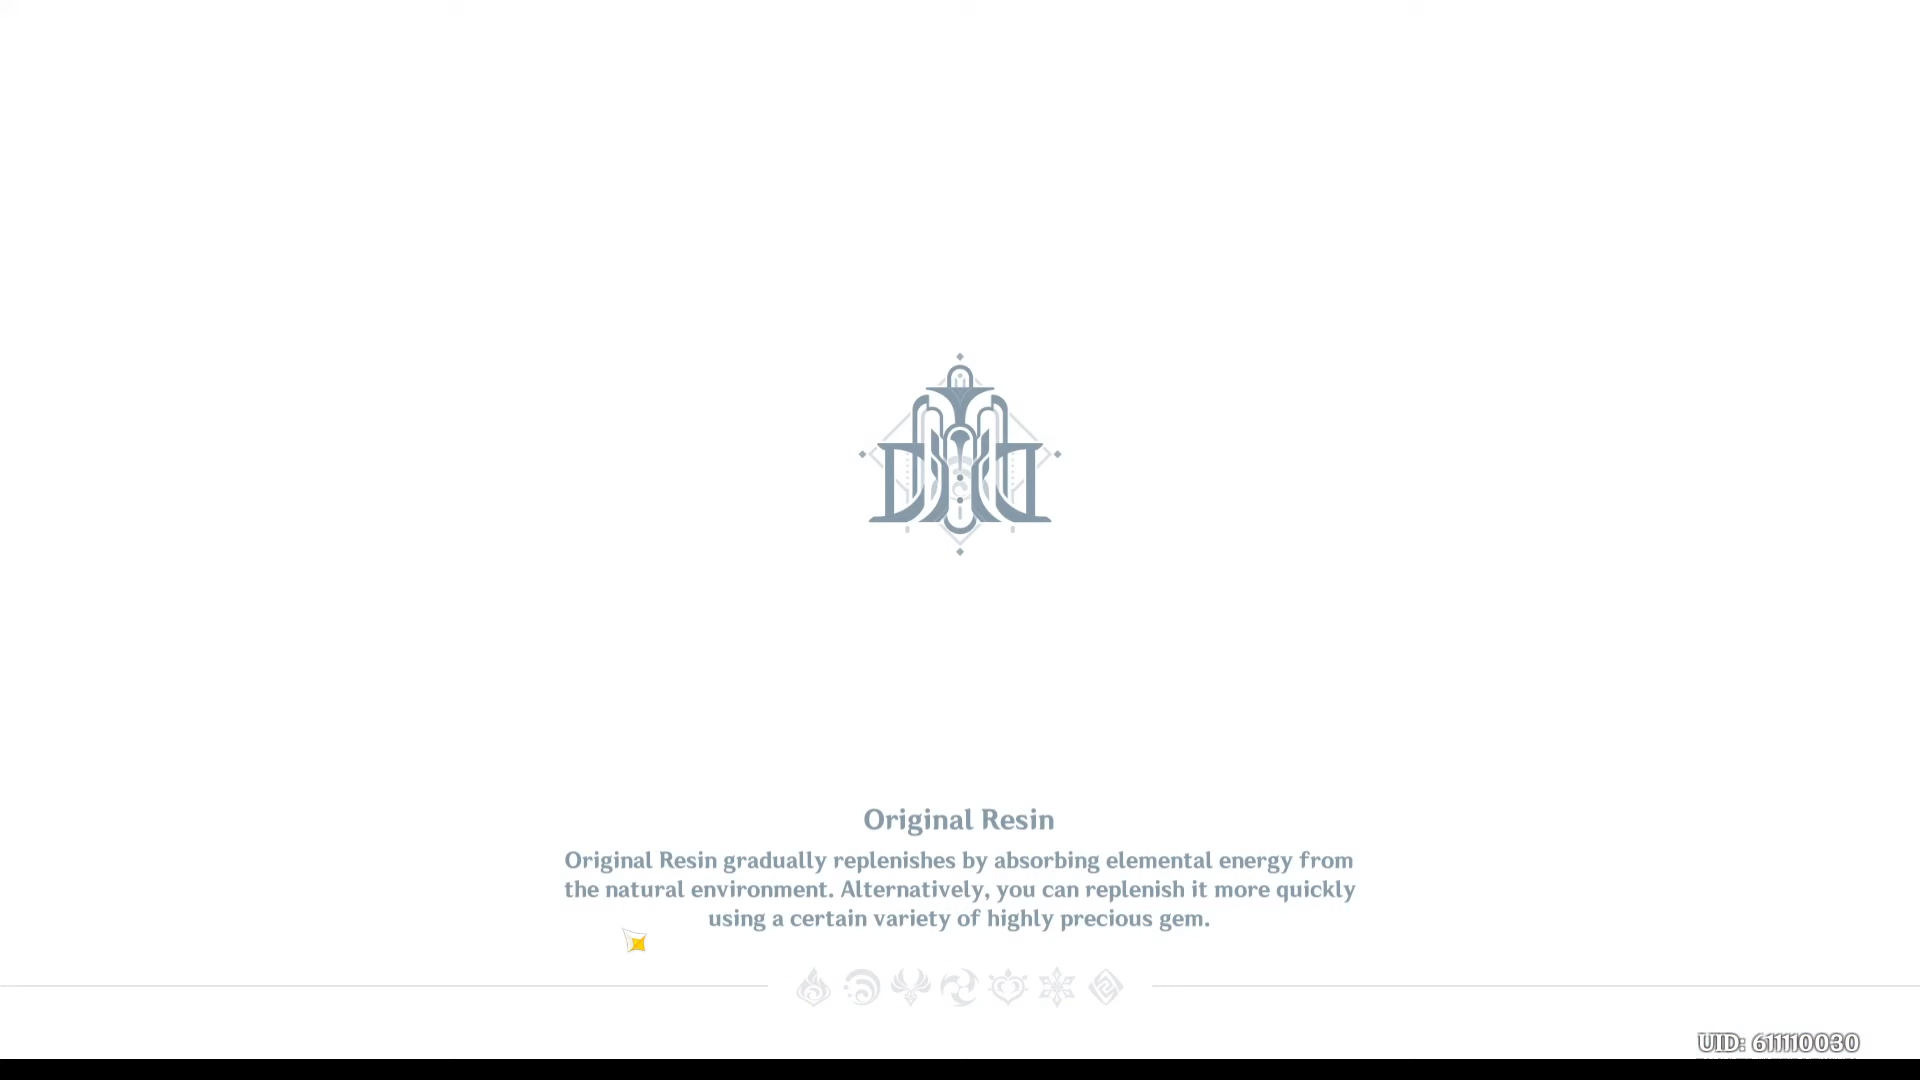 Original Resin
Original Resin gradually replenishes by absorbing elemental energy from
the natural environment. Alternatively, you can replenish it more quickly
using a certain variety of highly precious gem.
UID: 611110030